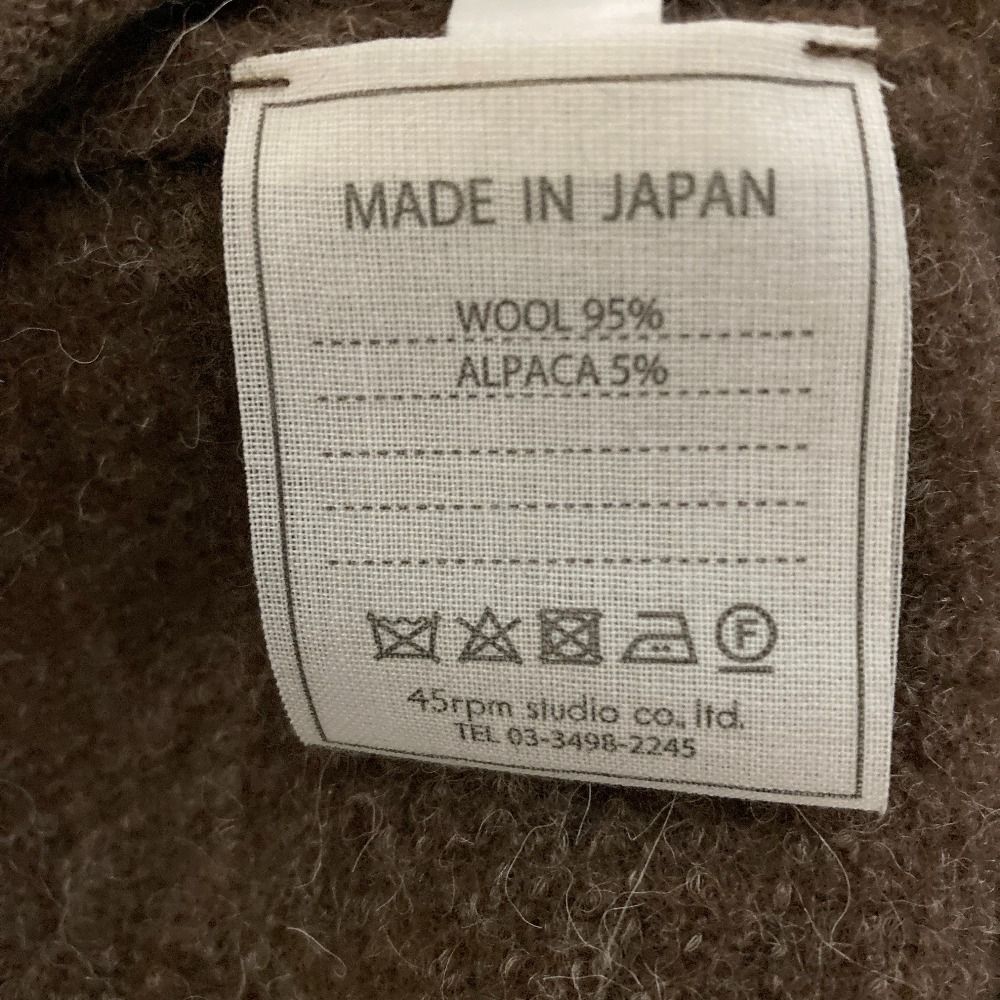 MADE IN JAPAN
WOOL 95%
ALPACA 5%
F
45rpm studio co., ltd.
TEL 03-3498-2245